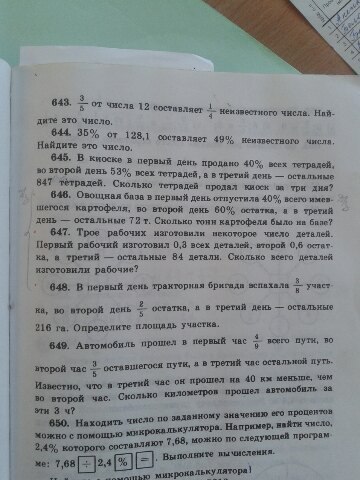 643. 3/5 от числа 12 составляет 1/4 неизвестного числа. Най-
дите это число.
644. 35% от 128,1 составляет 49% неизвестного числа.
Найдите это число.
645. В киоске в первый день продано 40% всех тетрадей,
во второй день 53% всех тетрадей, а в третий день — остальные
847 тетрадей. Сколько тетрадей продал киоск за три дня?
646. Овощная база в первый день отпустила 40% всего имев-
шегося картофеля, во второй день 60% остатка, а в третий
день — остальные 72 т. Сколько тонн картофеля было на базе?
647. Трое рабочих изготовили некоторое число деталей.
Первый рабочий изготовил 0,3 всех деталей, второй 0,6 остат-
ка, а третий — остальные 84 детали. Сколько всего деталей
изготовили рабочие?
648. В первый день тракторная бригада вспахала 3/8 участ-
ка, во второй день 2/5 остатка, а в третий день — остальные
216 га. Определите площадь участка.
649. Автомобиль прошел в первый час 4/9 всего пути, во
второй час 3/5 оставшегося пути, а в третий час остальной путь.
Известно, что в третий час он прошел на 40 км меньше, чем
во второй час. Сколько километров прошел автомобиль за
эти 3 ч?
650. Находить число по заданному значению его процентов
можно с помощью микрокалькулятора. Например, найти число,
2,4% которого составляют 7,68, можно по следующей програм-
ме: 7,68 ÷ 2,4 % = . Выполните вычисления.
микрокалькулятора!